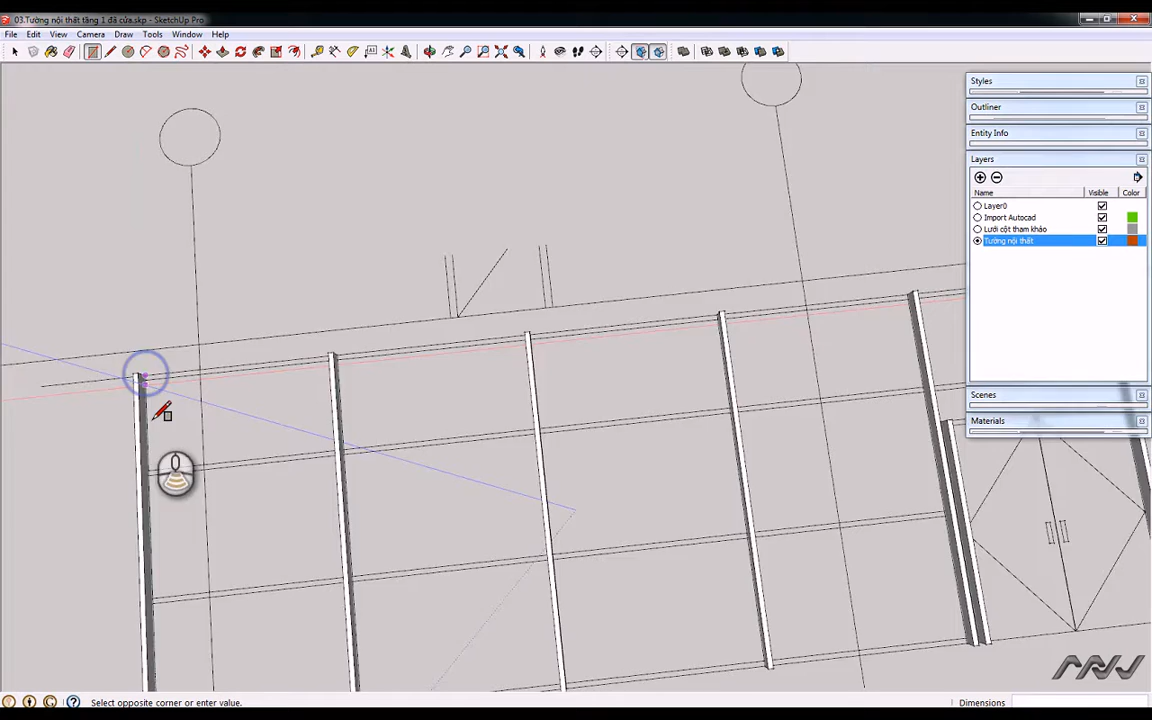 03.Tường nội thất tầng 1 đã cửa.skp - SketchUp Pro
File Edit View Camera Draw Tools Window Help
Styles
Outliner
Entity Info
Layers
Name Visible Color
Layer0
Import Autocad
Lưới cột tham khảo
Tường nội thất
Scenes
Materials
Select opposite corner or enter value. Dimensions